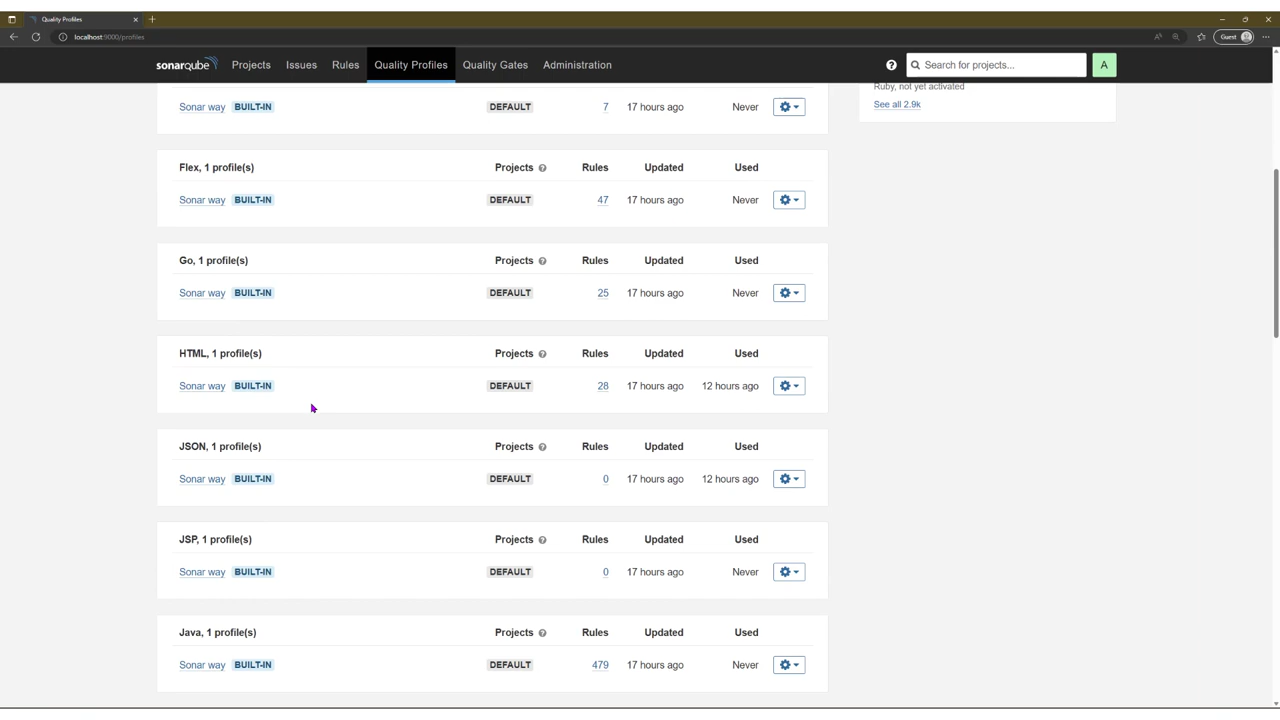 Quality Profiles
localhost:9000/profiles
Guest
sonarqube Projects Issues Rules Quality Profiles Quality Gates Administration ? Search for projects... A
Ruby, not yet activated
See all 2.9k
Sonar way BUILT-IN DEFAULT 7 17 hours ago Never
Flex, 1 profile(s) Projects ? Rules Updated Used
Sonar way BUILT-IN DEFAULT 47 17 hours ago Never
Go, 1 profile(s) Projects ? Rules Updated Used
Sonar way BUILT-IN DEFAULT 25 17 hours ago Never
HTML, 1 profile(s) Projects ? Rules Updated Used
Sonar way BUILT-IN DEFAULT 28 17 hours ago 12 hours ago
JSON, 1 profile(s) Projects ? Rules Updated Used
Sonar way BUILT-IN DEFAULT 0 17 hours ago 12 hours ago
JSP, 1 profile(s) Projects ? Rules Updated Used
Sonar way BUILT-IN DEFAULT 0 17 hours ago Never
Java, 1 profile(s) Projects ? Rules Updated Used
Sonar way BUILT-IN DEFAULT 479 17 hours ago Never